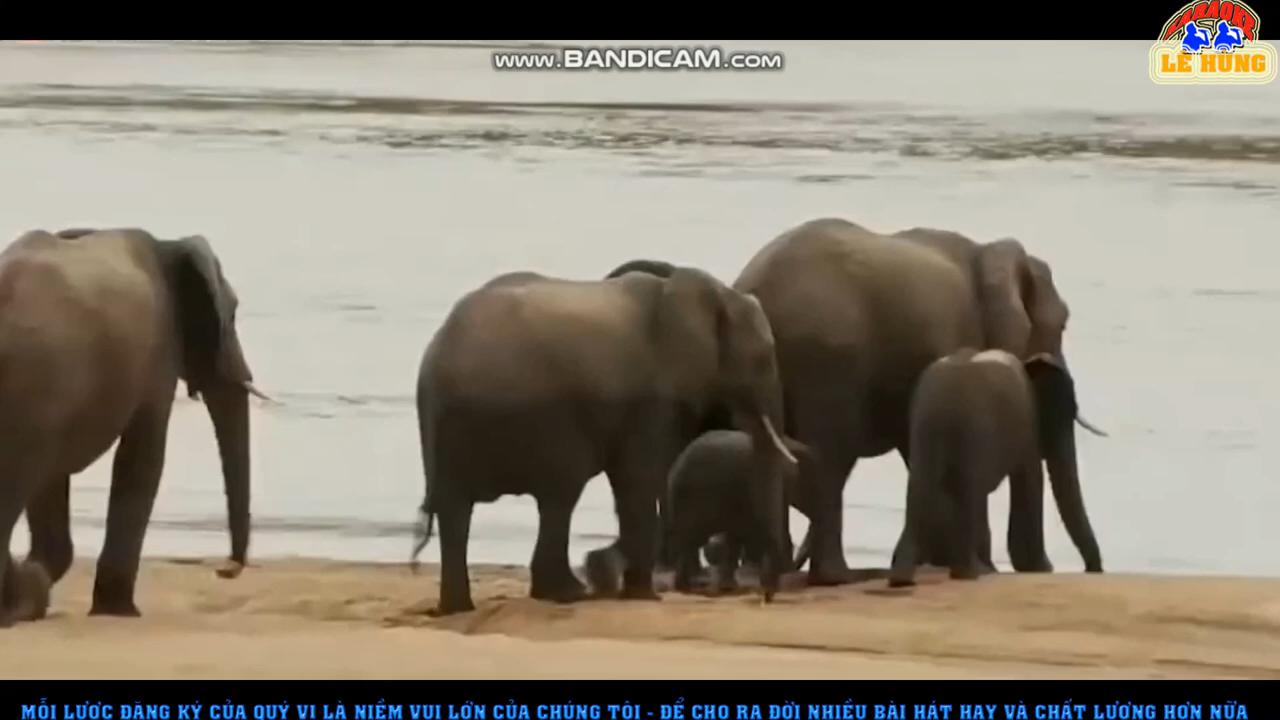 KARAOKE
LÊ HÙNG
www.BANDICAM.com
MỖI LƯỢC ĐĂNG KÝ CỦA QUÝ VỊ LÀ NIỀM VUI LỚN CỦA CHÚNG TÔI - ĐỂ CHO RA ĐỜI NHIỀU BÀI HÁT HAY VÀ CHẤT LƯỢNG HƠN NỮA